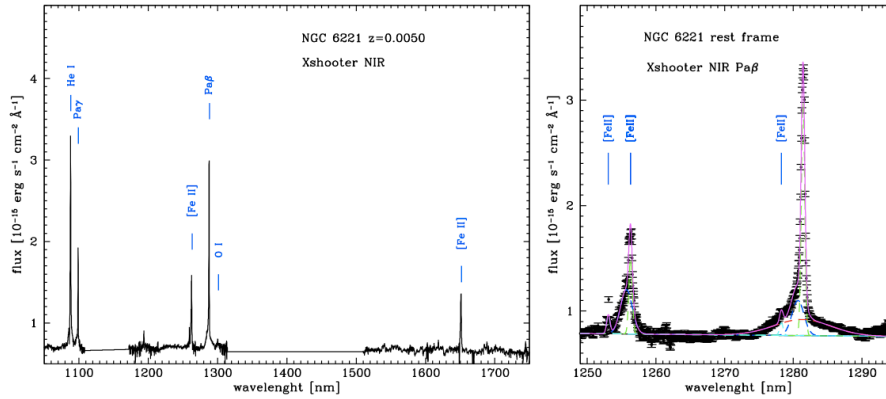 NGC 6221 z=0.0050
Xshooter NIR
He I
Paγ
[Fe II]
Paβ
O I
[Fe II]
flux [10⁻¹⁵ erg s⁻¹ cm⁻² Å⁻¹]
4
3
2
1
1100 1200 1300 1400 1500 1600 1700
wavelenght [nm]
NGC 6221 rest frame
Xshooter NIR Paβ
[FeII]
[FeII]
[FeII]
flux [10⁻¹⁵ erg s⁻¹ cm⁻² Å⁻¹]
3
2
1
1250 1260 1270 1280 1290
wavelenght [nm]